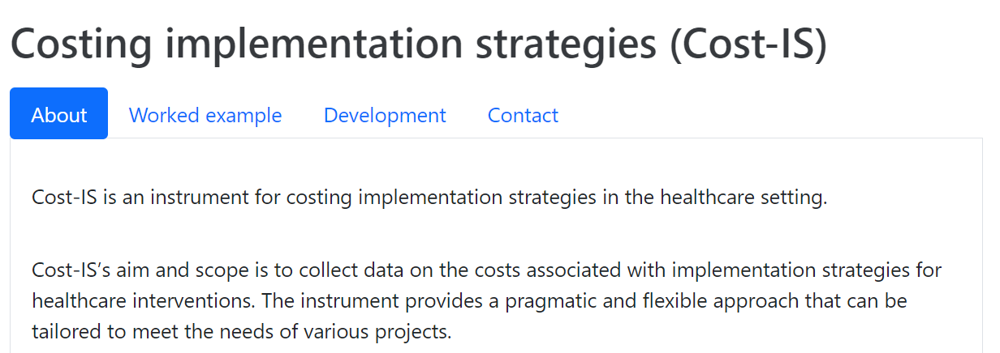 Costing implementation strategies (Cost-IS)
About Worked example Development Contact
Cost-IS is an instrument for costing implementation strategies in the healthcare setting.
Cost-IS’s aim and scope is to collect data on the costs associated with implementation strategies for
healthcare interventions. The instrument provides a pragmatic and flexible approach that can be
tailored to meet the needs of various projects.